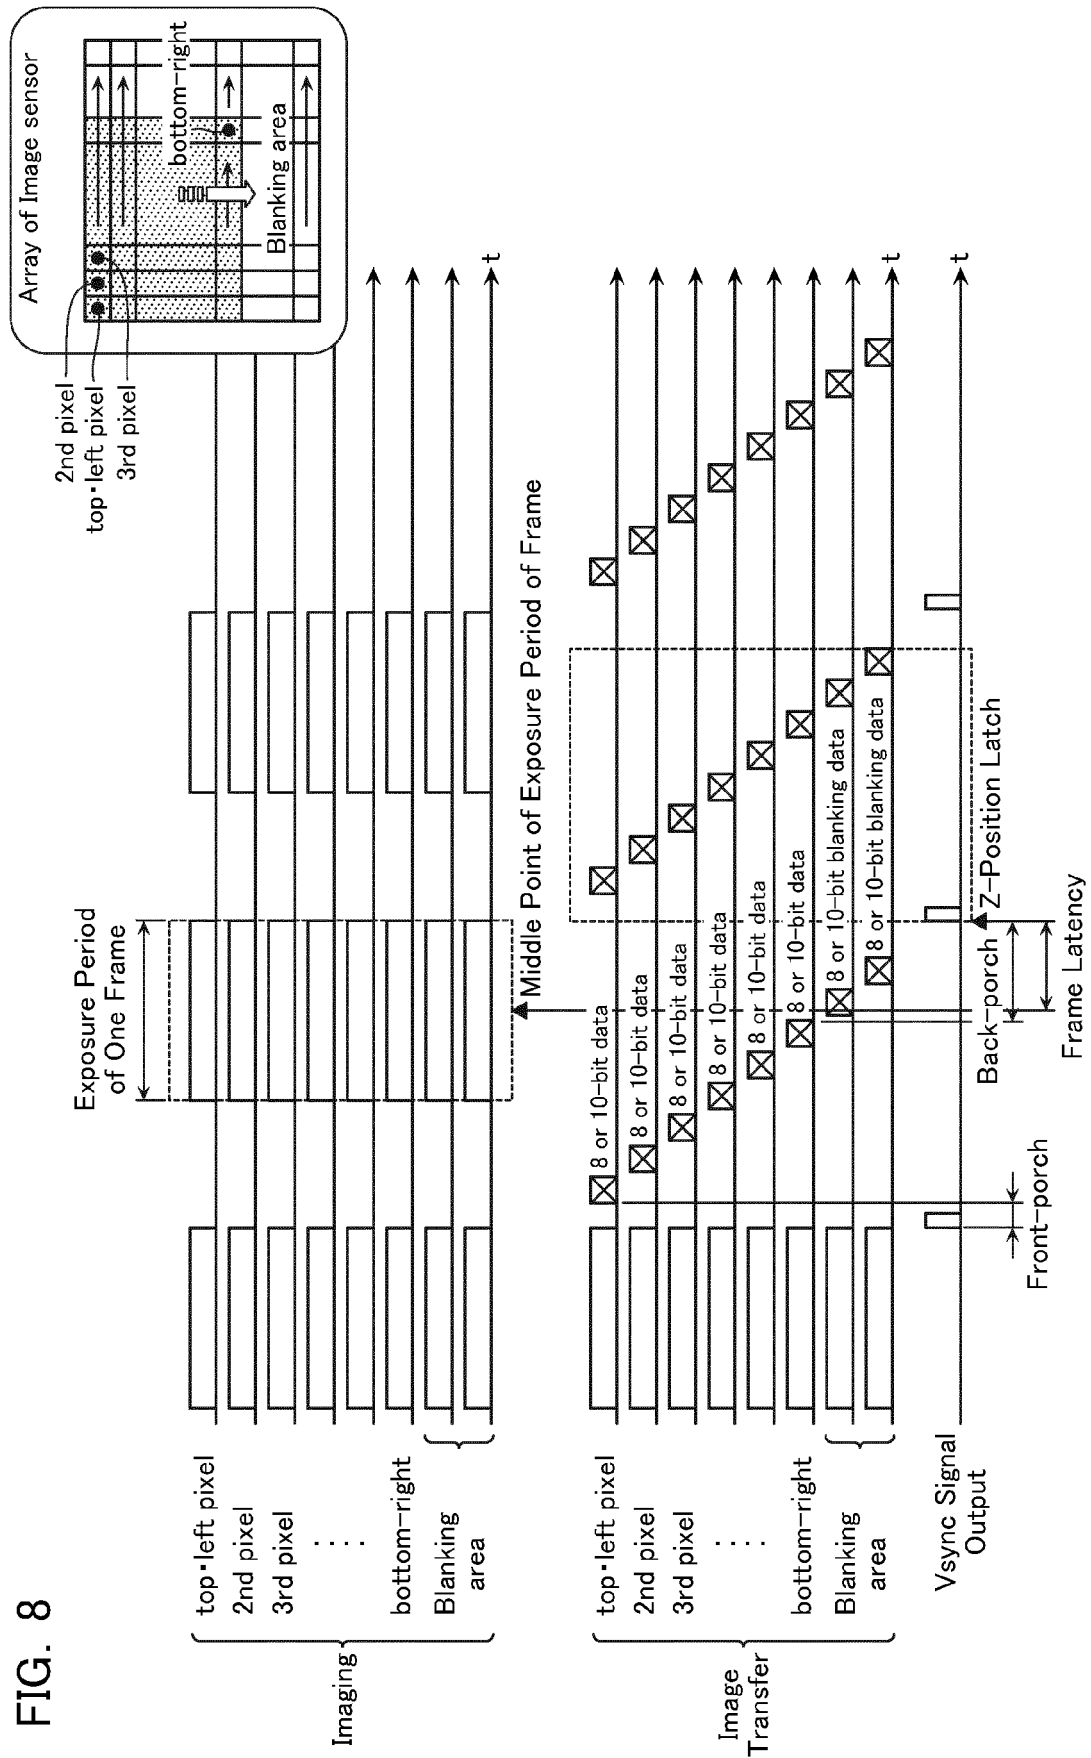 FIG. 8
Array of Image sensor
2nd pixel
top・left pixel
3rd pixel
bottom-right
Blanking area
Exposure Period
of One Frame
Imaging
top・left pixel
2nd pixel
3rd pixel
....
bottom-right
Blanking
area
t
Middle Point of Exposure Period of Frame
Image
Transfer
top・left pixel
2nd pixel
3rd pixel
....
bottom-right
Blanking
area
8 or 10-bit data
8 or 10-bit data
8 or 10-bit data
8 or 10-bit data
8 or 10-bit data
8 or 10-bit data
8 or 10-bit blanking data
8 or 10-bit blanking data
t
Vsync Signal
Output
t
Z-Position Latch
Back-porch
Front-porch
Frame Latency